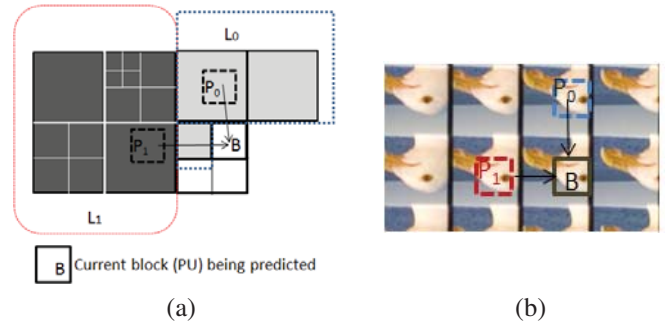 L0
P0
P1
B
L1
B Current block (PU) being predicted
(a)
P0
P1
B
(b)